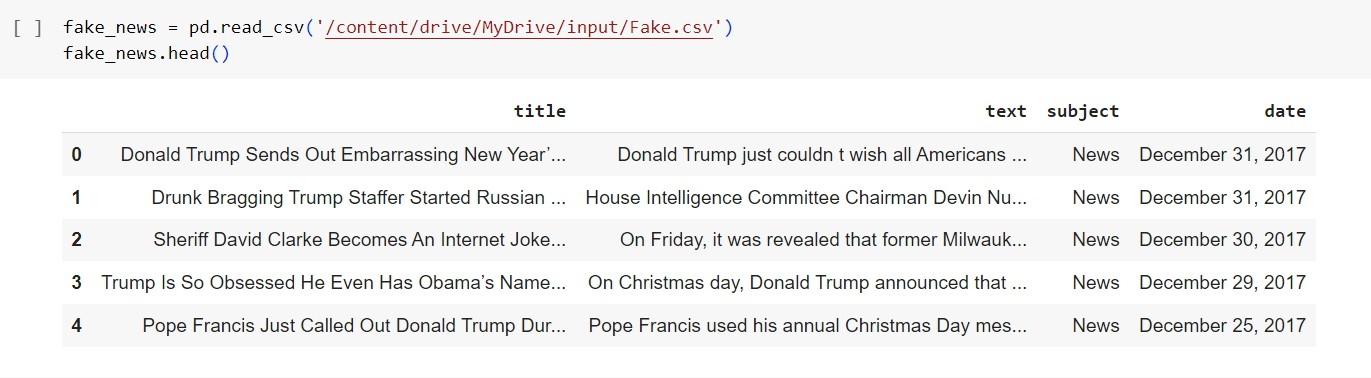 [ ] fake_news = pd.read_csv('/content/drive/MyDrive/input/Fake.csv')
fake_news.head()
title text subject date
0 Donald Trump Sends Out Embarrassing New Year’... Donald Trump just couldn t wish all Americans ... News December 31, 2017
1 Drunk Bragging Trump Staffer Started Russian ... House Intelligence Committee Chairman Devin Nu... News December 31, 2017
2 Sheriff David Clarke Becomes An Internet Joke... On Friday, it was revealed that former Milwauk... News December 30, 2017
3 Trump Is So Obsessed He Even Has Obama’s Name... On Christmas day, Donald Trump announced that ... News December 29, 2017
4 Pope Francis Just Called Out Donald Trump Dur... Pope Francis used his annual Christmas Day mes... News December 25, 2017